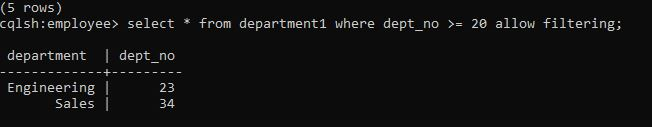 (5 rows)
cqlsh:employee> select * from department1 where dept_no >= 20 allow filtering;
 department  | dept_no
-------------+---------
 Engineering |      23
       Sales |      34